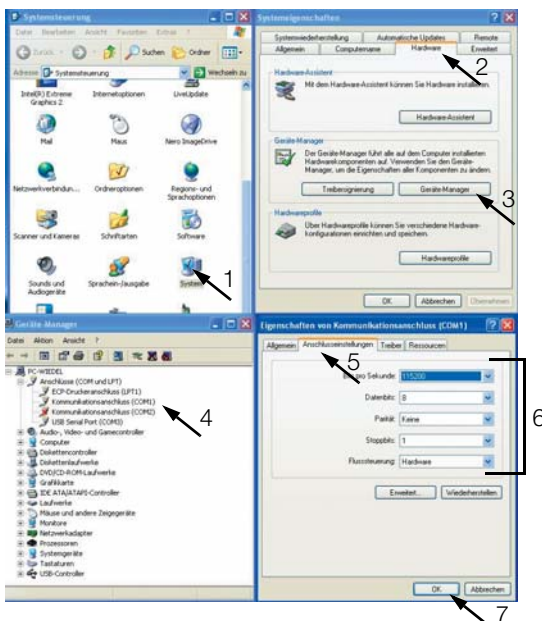 Systemsteuerung
Datei Bearbeiten Ansicht Favoriten Extras ?
Zurück Suchen Ordner
Adresse Systemsteuerung Wechseln zu
Intel(R) Extreme Graphics 2
Internetoptionen
LiveUpdate
Mail
Maus
Nero ImageDrive
Netzwerkverbindun...
Ordneroptionen
Regions- und Sprachoptionen
Scanner und Kameras
Schriftarten
Software
Sounds und Audiogeräte
Sprachein-/ausgabe
System
1
Systemeigenschaften
Systemwiederherstellung Automatische Updates Remote
Allgemein Computername Hardware Erweitert
2
Hardware-Assistent
Mit dem Hardware-Assistent können Sie Hardware installieren.
Hardware-Assistent
Geräte-Manager
Der Geräte-Manager führt alle auf dem Computer installierten
Hardwarekomponenten auf. Verwenden Sie den Geräte-
Manager, um die Eigenschaften aller Komponenten zu ändern.
Treibersignierung Geräte-Manager
3
Hardwareprofile
Über Hardwareprofile können Sie verschiedene Hardware-
konfigurationen einrichten und speichern.
Hardwareprofile
OK Abbrechen Übernehmen
Geräte-Manager
Datei Aktion Ansicht ?
PC-WIEDEL
Anschlüsse (COM und LPT)
ECP-Druckeranschluss (LPT1)
Kommunikationsanschluss (COM1)
Kommunikationsanschluss (COM2)
USB Serial Port (COM3)
4
Audio-, Video- und Gamecontroller
Computer
Diskettencontroller
Diskettenlaufwerke
DVD/CD-ROM-Laufwerke
Grafikkarte
IDE ATA/ATAPI-Controller
Laufwerke
Mäuse und andere Zeigegeräte
Monitore
Netzwerkadapter
Prozessoren
Systemgeräte
Tastaturen
USB-Controller
Eigenschaften von Kommunikationsanschluss (COM1)
Allgemein Anschlusseinstellungen Treiber Ressourcen
5
pro Sekunde: 115200
Datenbits: 8
Parität: Keine
Stoppbits: 1
Flusssteuerung: Hardware
6
Erweitert... Wiederherstellen
OK Abbrechen
7